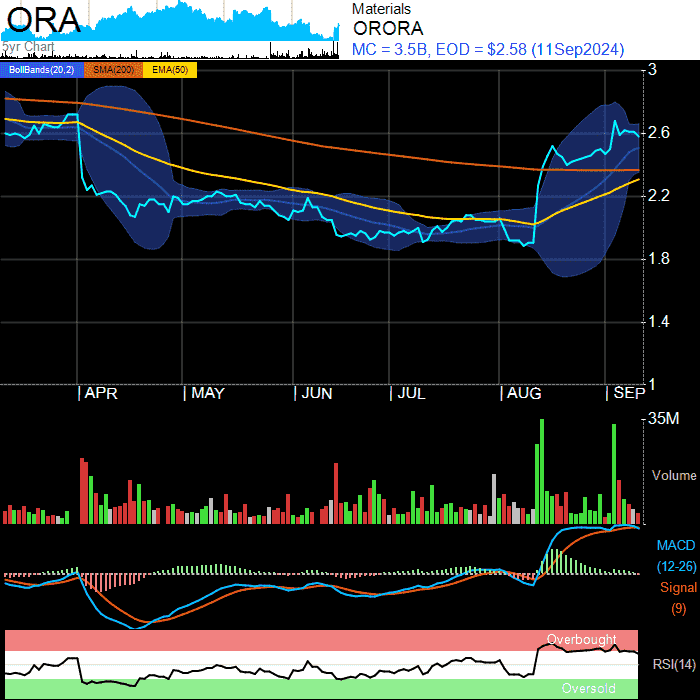 ORA
5yr Chart
Materials
ORORA
MC = 3.5B, EOD = $2.58 (11Sep2024)
BollBands(20,2) SMA(200) EMA(50)
3
2.6
2.2
1.8
1.4
1
APR MAY JUN JUL AUG SEP
35M
Volume
MACD
(12-26)
Signal
(9)
Overbought
RSI(14)
Oversold